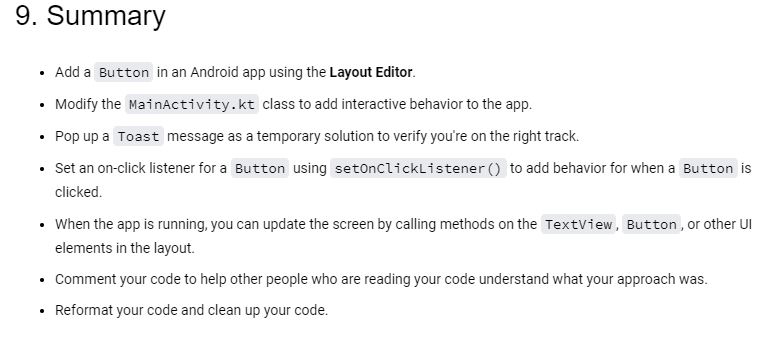 9. Summary
• Add a Button in an Android app using the Layout Editor.
• Modify the MainActivity.kt class to add interactive behavior to the app.
• Pop up a Toast message as a temporary solution to verify you're on the right track.
• Set an on-click listener for a Button using setOnClickListener() to add behavior for when a Button is
clicked.
• When the app is running, you can update the screen by calling methods on the TextView, Button, or other UI
elements in the layout.
• Comment your code to help other people who are reading your code understand what your approach was.
• Reformat your code and clean up your code.